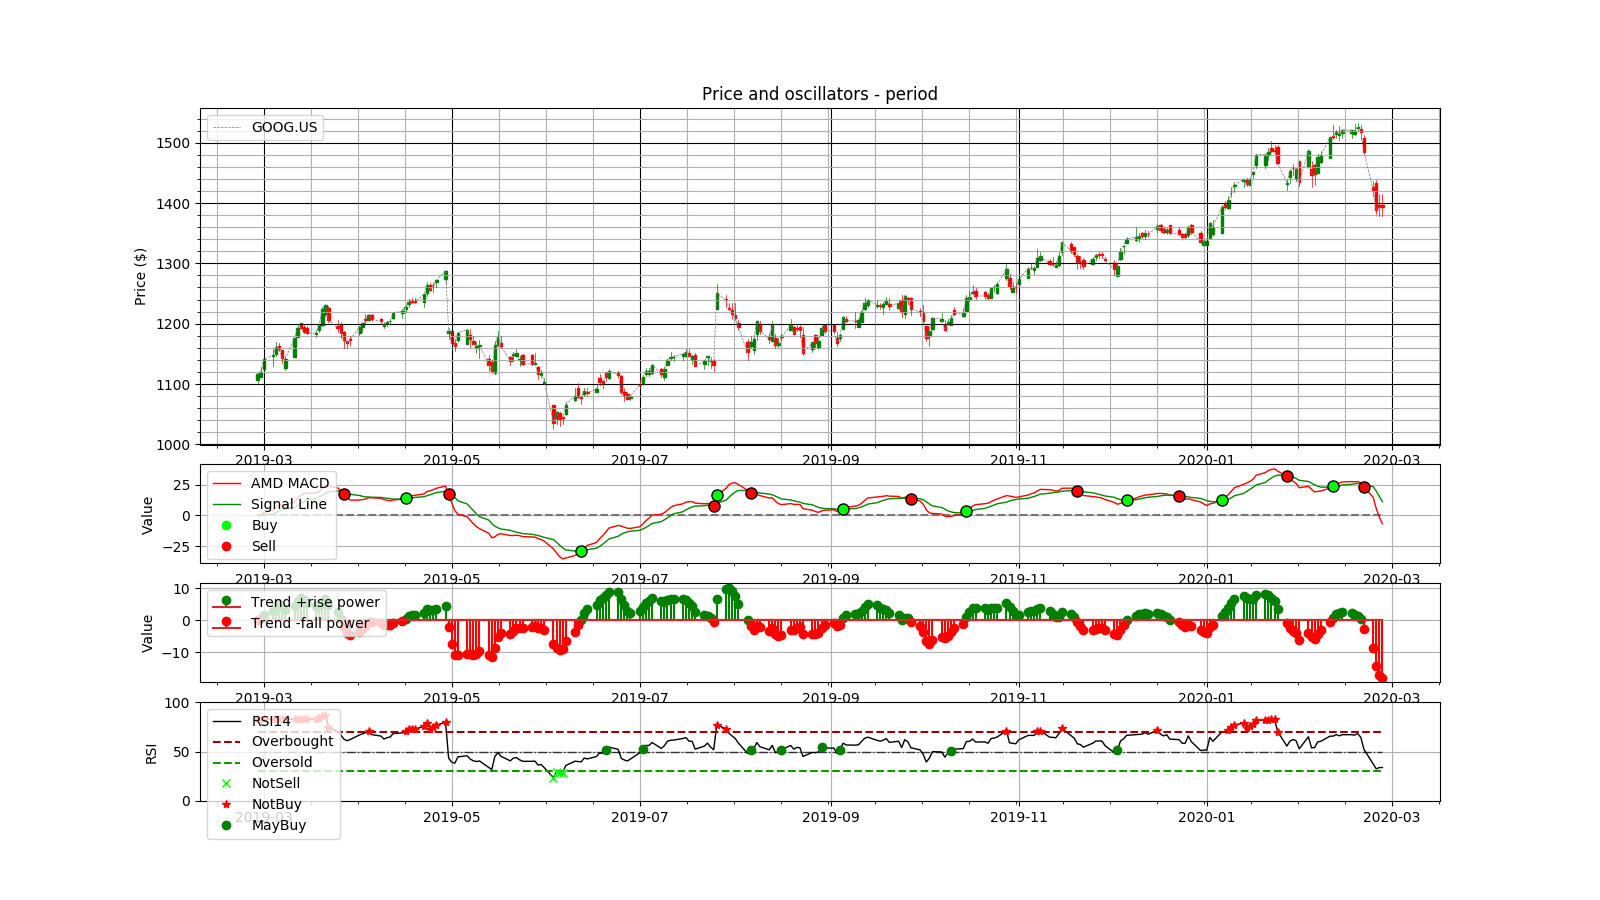 Price and oscillators - period
GOOG.US
Price ($)
1500
1400
1300
1200
1100
1000
2019-03 2019-05 2019-07 2019-09 2019-11 2020-01 2020-03
AMD MACD
Signal Line
Buy
Sell
Value
25
0
−25
2019-03 2019-05 2019-07 2019-09 2019-11 2020-01 2020-03
Trend +rise power
Trend -fall power
Value
10
0
−10
2019-03 2019-05 2019-07 2019-09 2019-11 2020-01 2020-03
RSI14
Overbought
Oversold
NotSell
NotBuy
MayBuy
RSI
100
50
0
2019-03 2019-05 2019-07 2019-09 2019-11 2020-01 2020-03